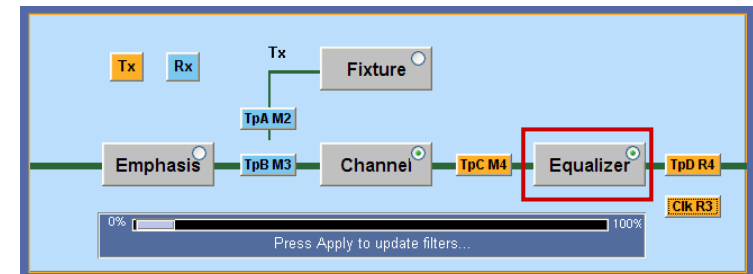 Tx
Tx Rx
Fixture
TpA M2
Emphasis TpB M3 Channel TpC M4 Equalizer TpD R4
Clk R3
0% 100%
Press Apply to update filters...